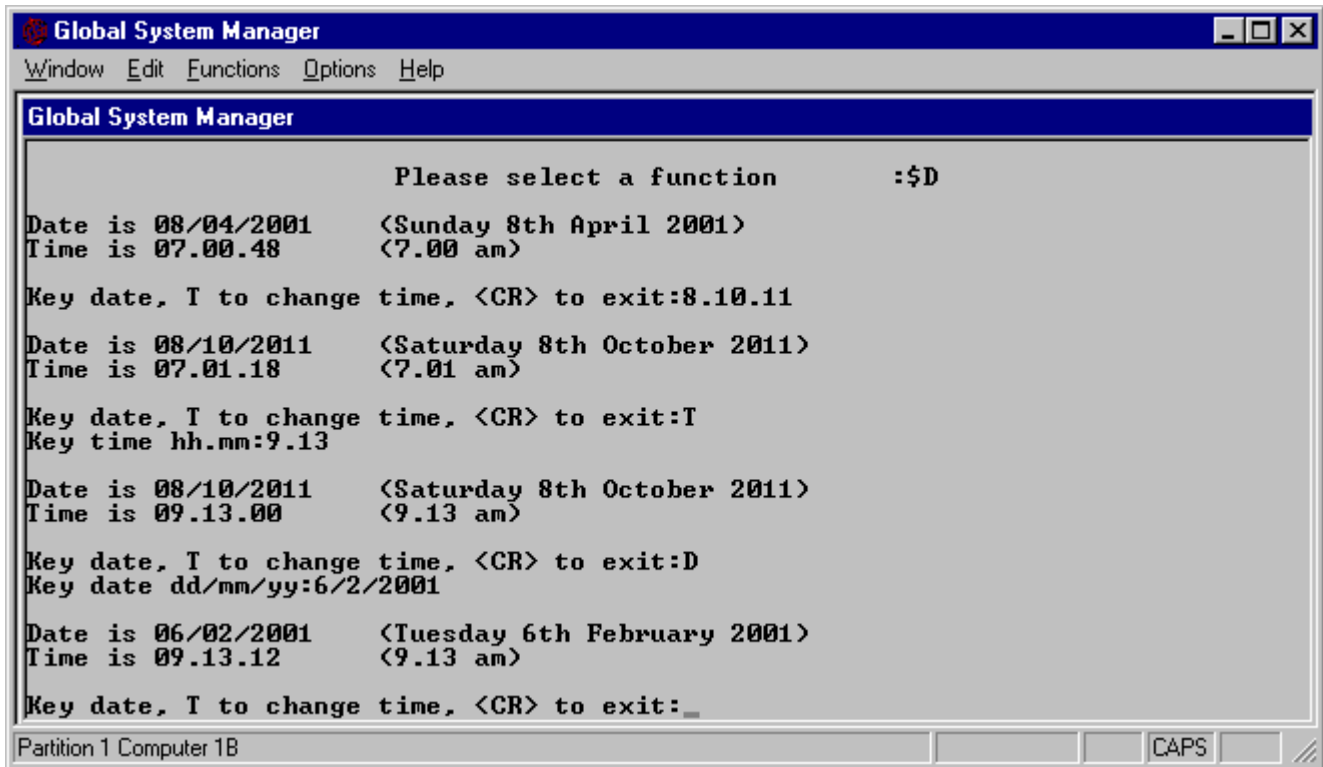 Global System Manager
Window Edit Functions Options Help
Global System Manager
Please select a function :$D
Date is 08/04/2001 (Sunday 8th April 2001)
Time is 07.00.48 (7.00 am)
Key date, T to change time, <CR> to exit:8.10.11
Date is 08/10/2011 (Saturday 8th October 2011)
Time is 07.01.18 (7.01 am)
Key date, T to change time, <CR> to exit:T
Key time hh.mm:9.13
Date is 08/10/2011 (Saturday 8th October 2011)
Time is 09.13.00 (9.13 am)
Key date, T to change time, <CR> to exit:D
Key date dd/mm/yy:6/2/2001
Date is 06/02/2001 (Tuesday 6th February 2001)
Time is 09.13.12 (9.13 am)
Key date, T to change time, <CR> to exit:_
Partition 1 Computer 1B CAPS